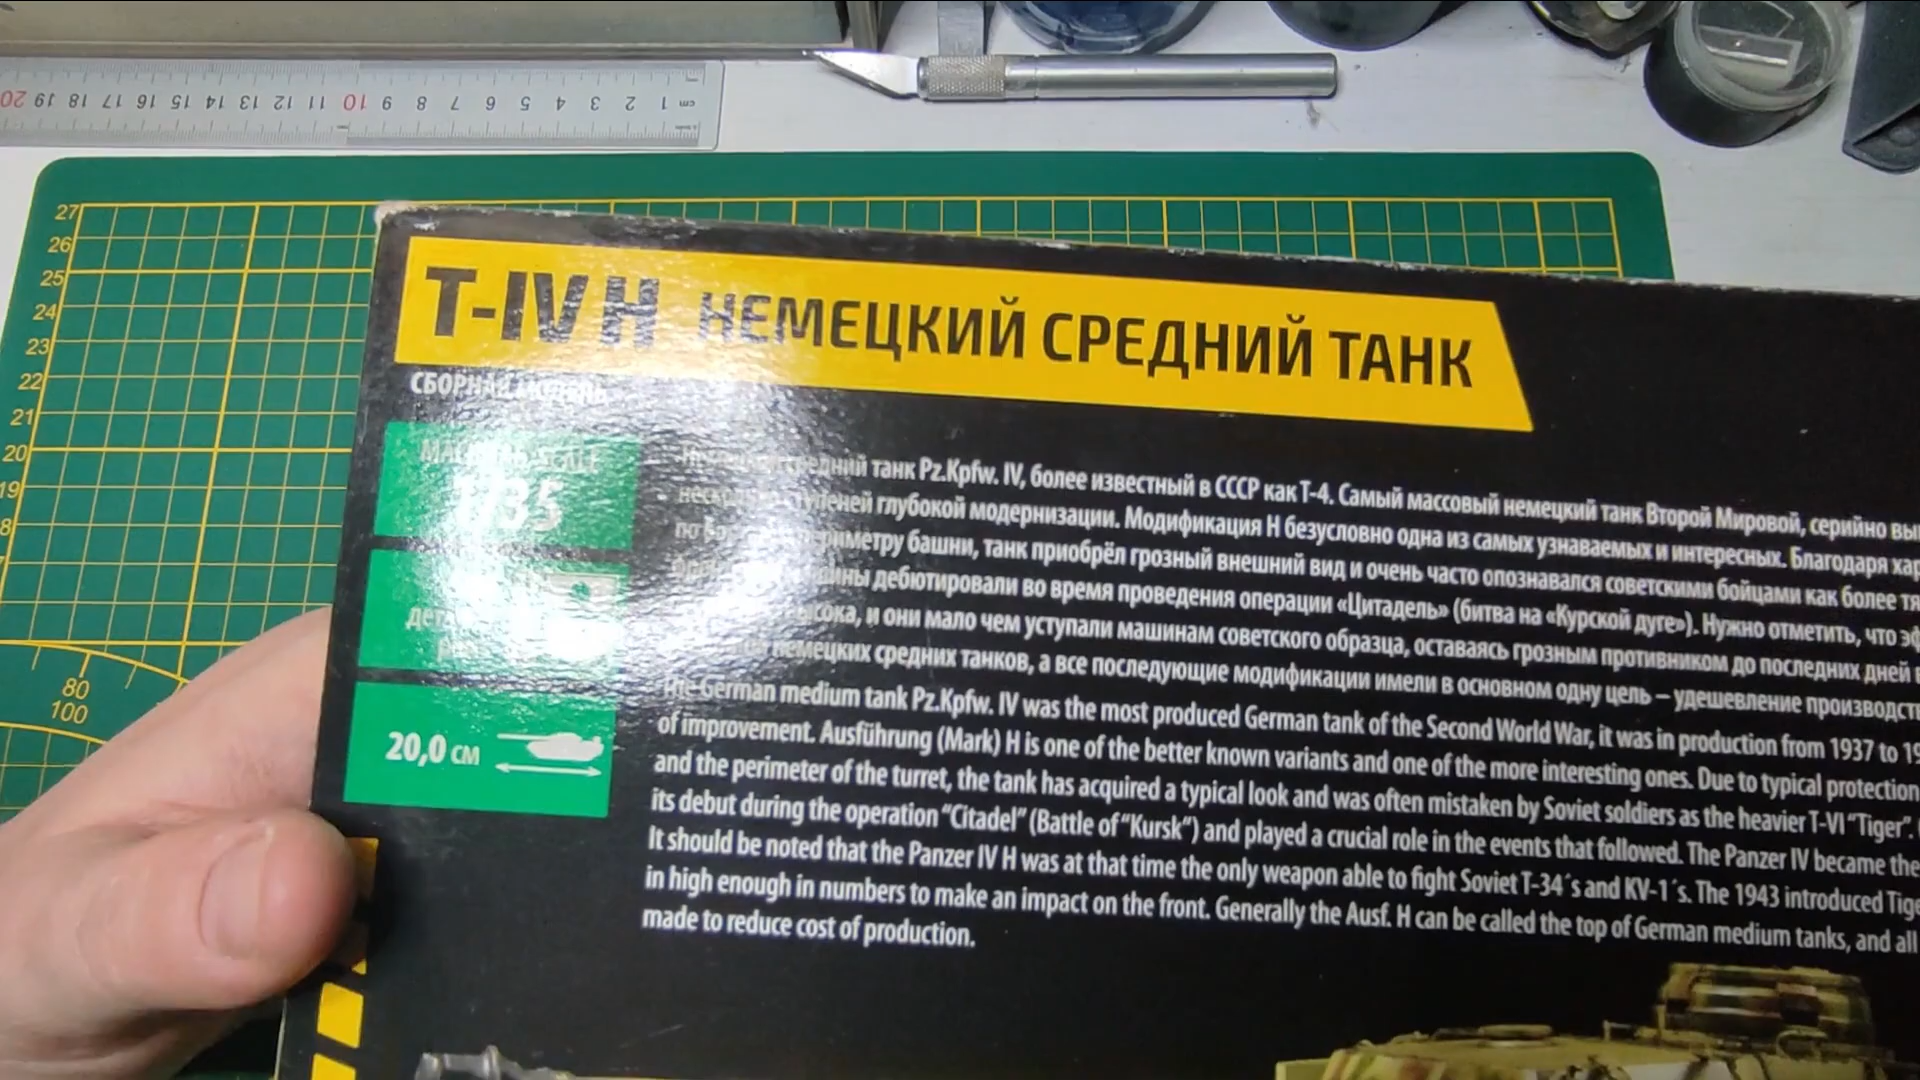 20 19 18 17 16 15 14 13 12 11 10 9 8 7 6 5 4 3 2 1 cm
27
26
25
24
23
22
21
20
19
80
100
T-IV H НЕМЕЦКИЙ СРЕДНИЙ ТАНК
СБОРНАЯ МОДЕЛЬ
SCALE
35
20,0 см
средний танк Pz.Kpfw. IV, более известный в СССР как Т-4. Самый массовый немецкий танк Второй Мировой, серийно
глубокой модернизации. Модификация Н безусловно одна из самых узнаваемых и интересных. Благодаря
по башни, танк приобрёл грозный внешний вид и очень часто опознавался советскими бойцами как более
дебютировали во время проведения операции «Цитадель» (битва на «Курской дуге»). Нужно отметить, что
и они мало чем уступали машинам советского образца, оставаясь грозным противником до последних дней
немецких средних танков, а все последующие модификации имели в основном одну цель – удешевление
The German medium tank Pz.Kpfw. IV was the most produced German tank of the Second World War, it was in production from 1937 to
of improvement. Ausführung (Mark) H is one of the better known variants and one of the more interesting ones. Due to typical protection
and the perimeter of the turret, the tank has acquired a typical look and was often mistaken by Soviet soldiers as the heavier T-VI "Tiger".
its debut during the operation "Citadel" (Battle of "Kursk") and played a crucial role in the events that followed. The Panzer IV became the
It should be noted that the Panzer IV H was at that time the only weapon able to fight Soviet T-34´s and KV-1´s. The 1943 introduced
in high enough in numbers to make an impact on the front. Generally the Ausf. H can be called the top of German medium tanks, and all
made to reduce cost of production.